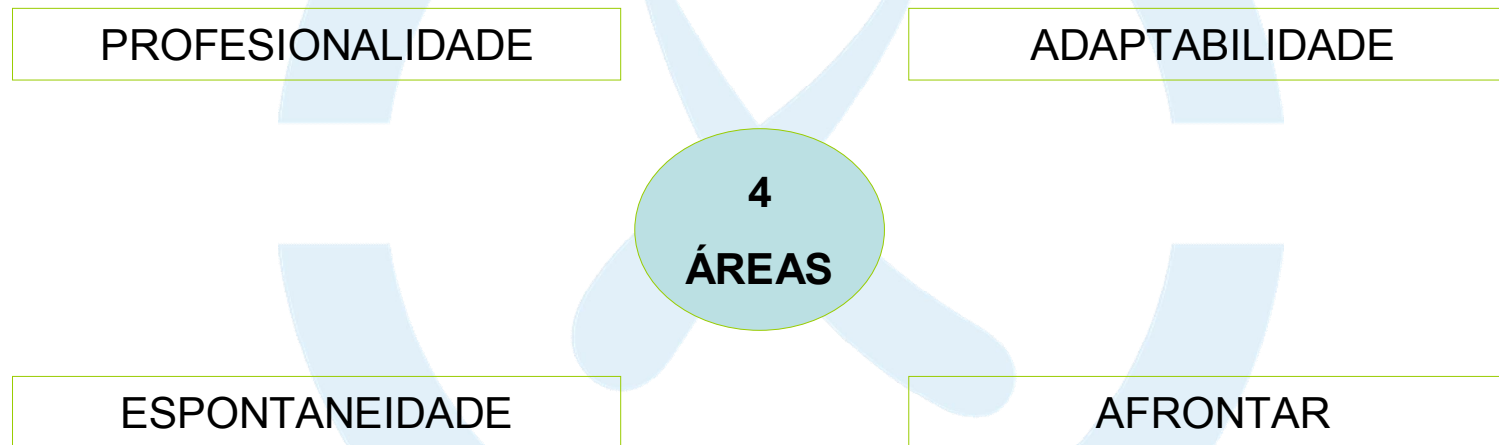 PROFESIONALIDADE
ADAPTABILIDADE
4
ÁREAS
ESPONTANEIDADE
AFRONTAR